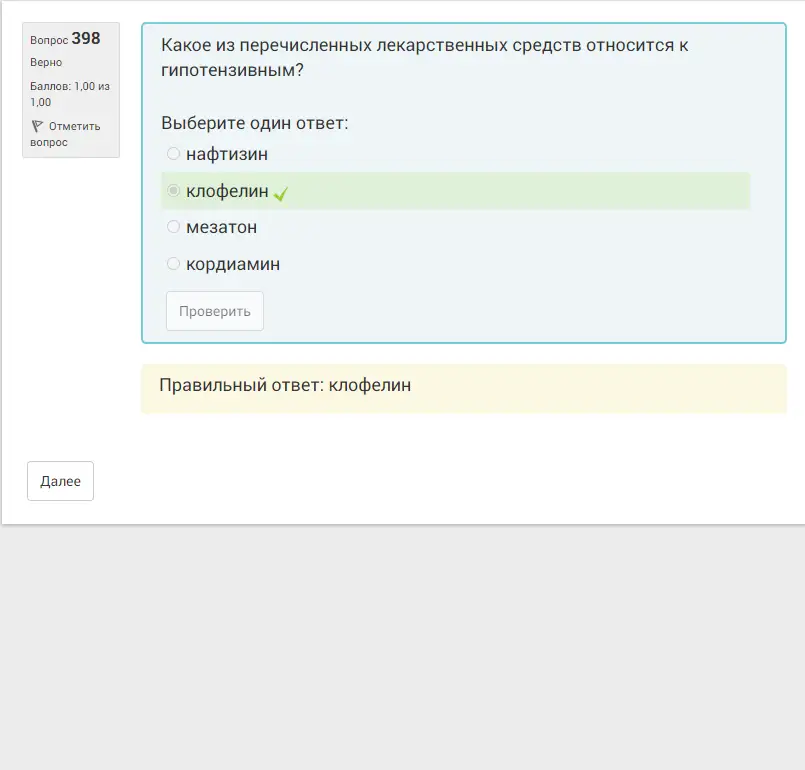 Вопрос 398
Верно
Баллов: 1,00 из
1,00
Отметить
вопрос
Какое из перечисленных лекарственных средств относится к
гипотензивным?
Выберите один ответ:
нафтизин
клофелин
мезатон
кордиамин
Проверить
Правильный ответ: клофелин
Далее